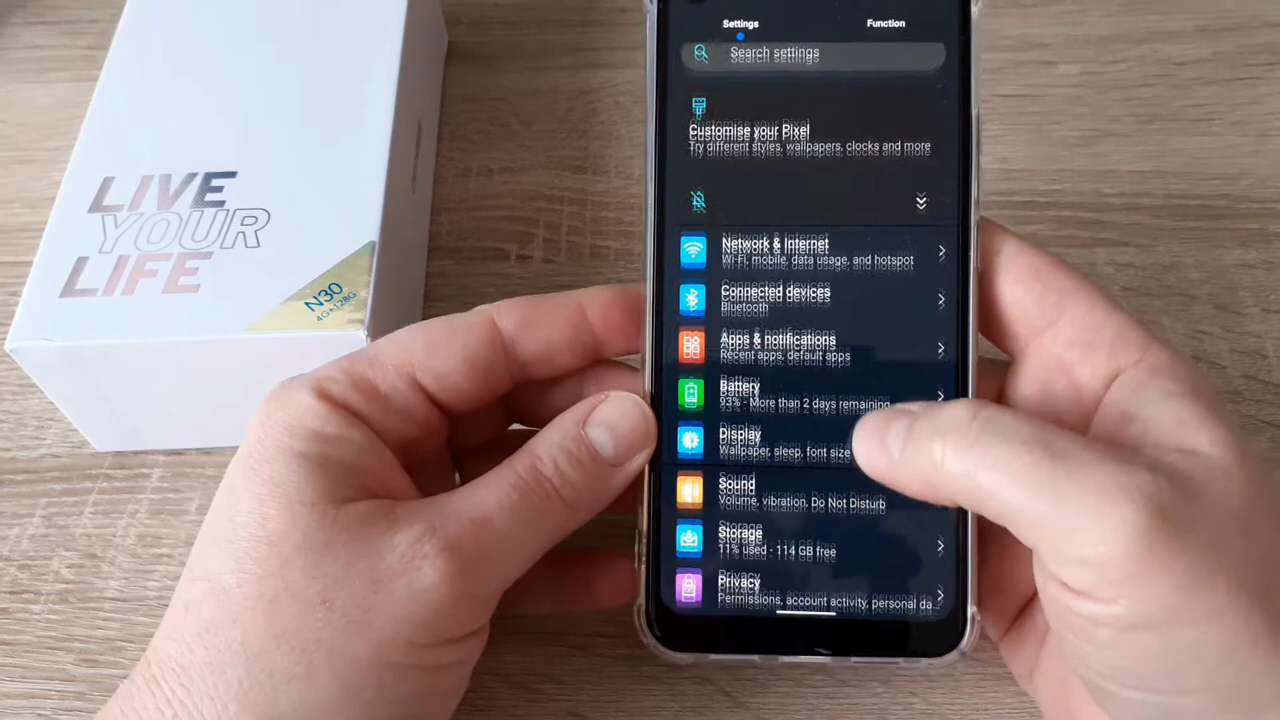 LIVE
YOUR
LIFE
N30
4G+128G
Settings Function
Search settings
Customise your Pixel
Try different styles, wallpapers, clocks and more
Network & Internet
Wi-Fi, mobile, data usage, and hotspot
Connected devices
Bluetooth
Apps & notifications
Recent apps, default apps
Battery
93% - More than 2 days remaining
Display
Wallpaper, sleep, font size
Sound
Volume, vibration, Do Not Disturb
Storage
11% used - 114 GB free
Privacy
Permissions, account activity, personal da...